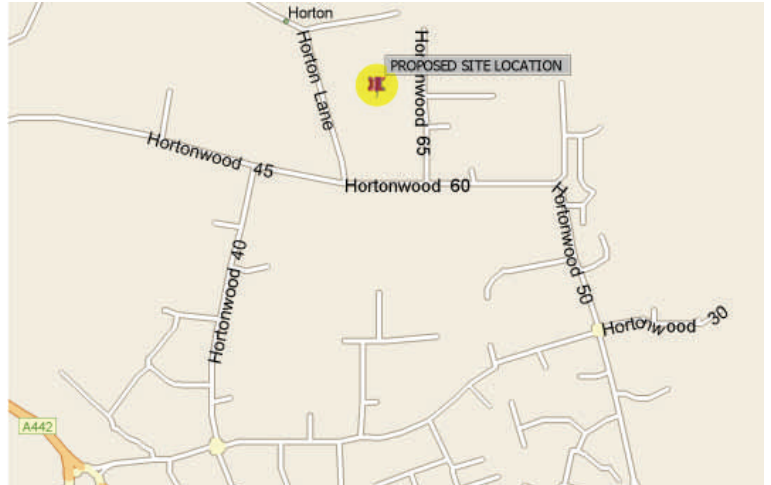 Horton
Horton Lane
PROPOSED SITE LOCATION
Hortonwood 65
Hortonwood 45
Hortonwood 60
Hortonwood 40
Hortonwood 50
Hortonwood 30
A442